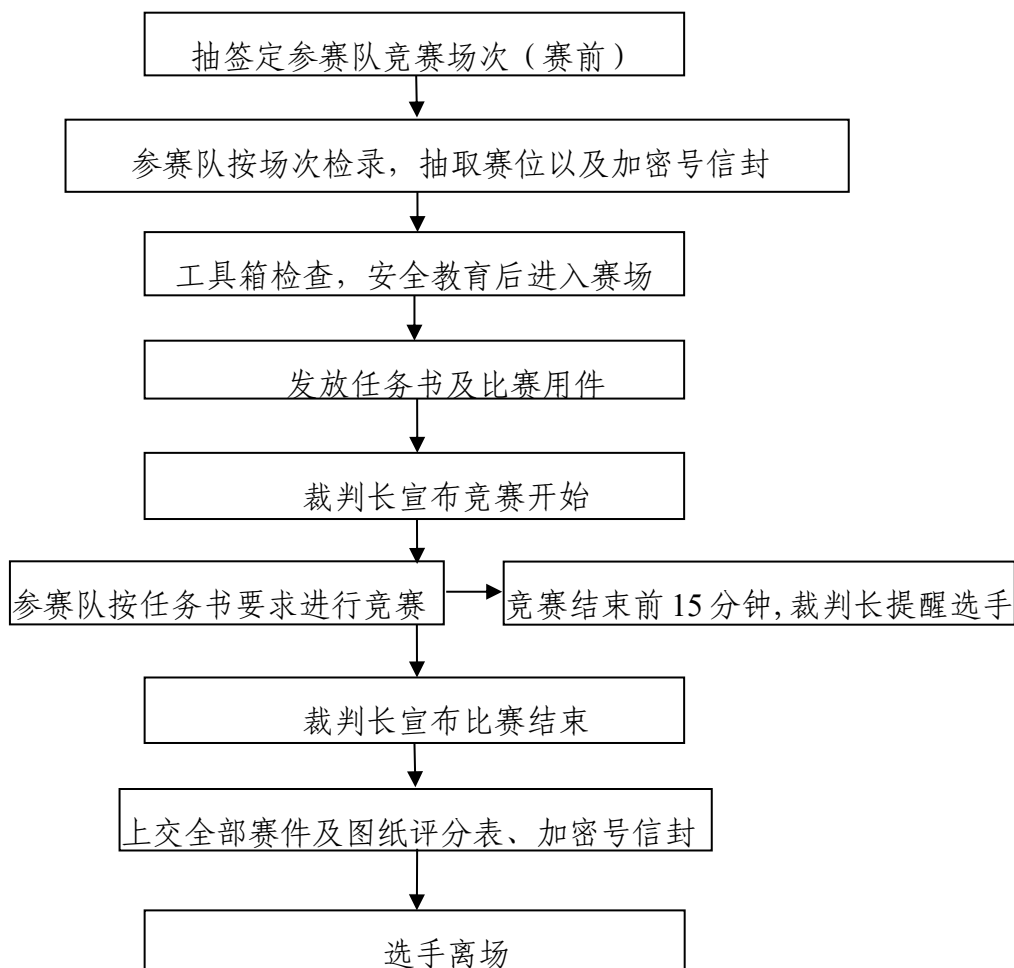 抽签定参赛队竞赛场次（赛前）
参赛队按场次检录，抽取赛位以及加密号信封
工具箱检查，安全教育后进入赛场
发放任务书及比赛用件
裁判长宣布竞赛开始
参赛队按任务书要求进行竞赛
竞赛结束前 15 分钟,裁判长提醒选手
裁判长宣布比赛结束
上交全部赛件及图纸评分表、加密号信封
选手离场